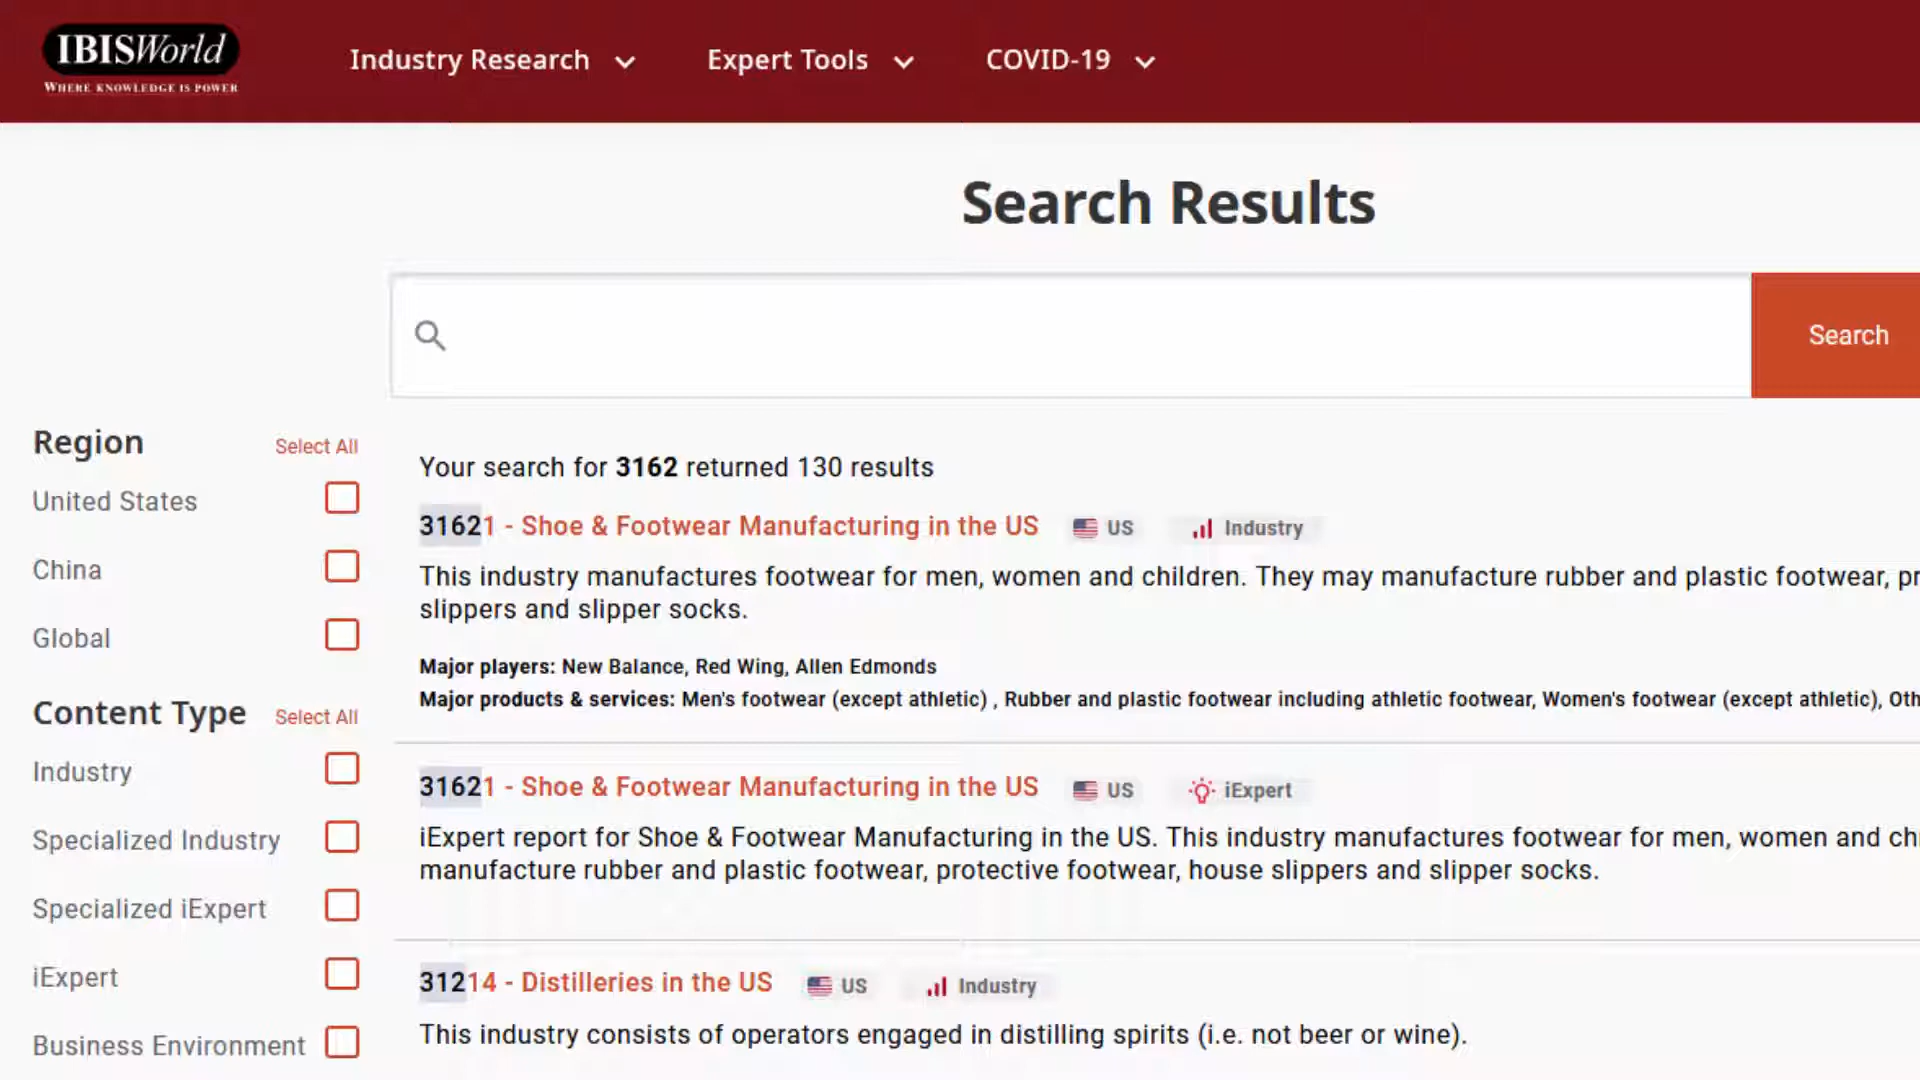 IBISWorld
WHERE KNOWLEDGE IS POWER
Industry Research
Expert Tools
COVID-19
Search Results
Search
Region
Select All
United States
China
Global
Content Type
Select All
Industry
Specialized Industry
Specialized iExpert
iExpert
Business Environment
Your search for 3162 returned 130 results
31621 - Shoe & Footwear Manufacturing in the US
US
Industry
This industry manufactures footwear for men, women and children. They may manufacture rubber and plastic footwear, pr
slippers and slipper socks.
Major players: New Balance, Red Wing, Allen Edmonds
Major products & services: Men's footwear (except athletic) , Rubber and plastic footwear including athletic footwear, Women's footwear (except athletic), Oth
31621 - Shoe & Footwear Manufacturing in the US
US
iExpert
iExpert report for Shoe & Footwear Manufacturing in the US. This industry manufactures footwear for men, women and ch
manufacture rubber and plastic footwear, protective footwear, house slippers and slipper socks.
31214 - Distilleries in the US
US
Industry
This industry consists of operators engaged in distilling spirits (i.e. not beer or wine).